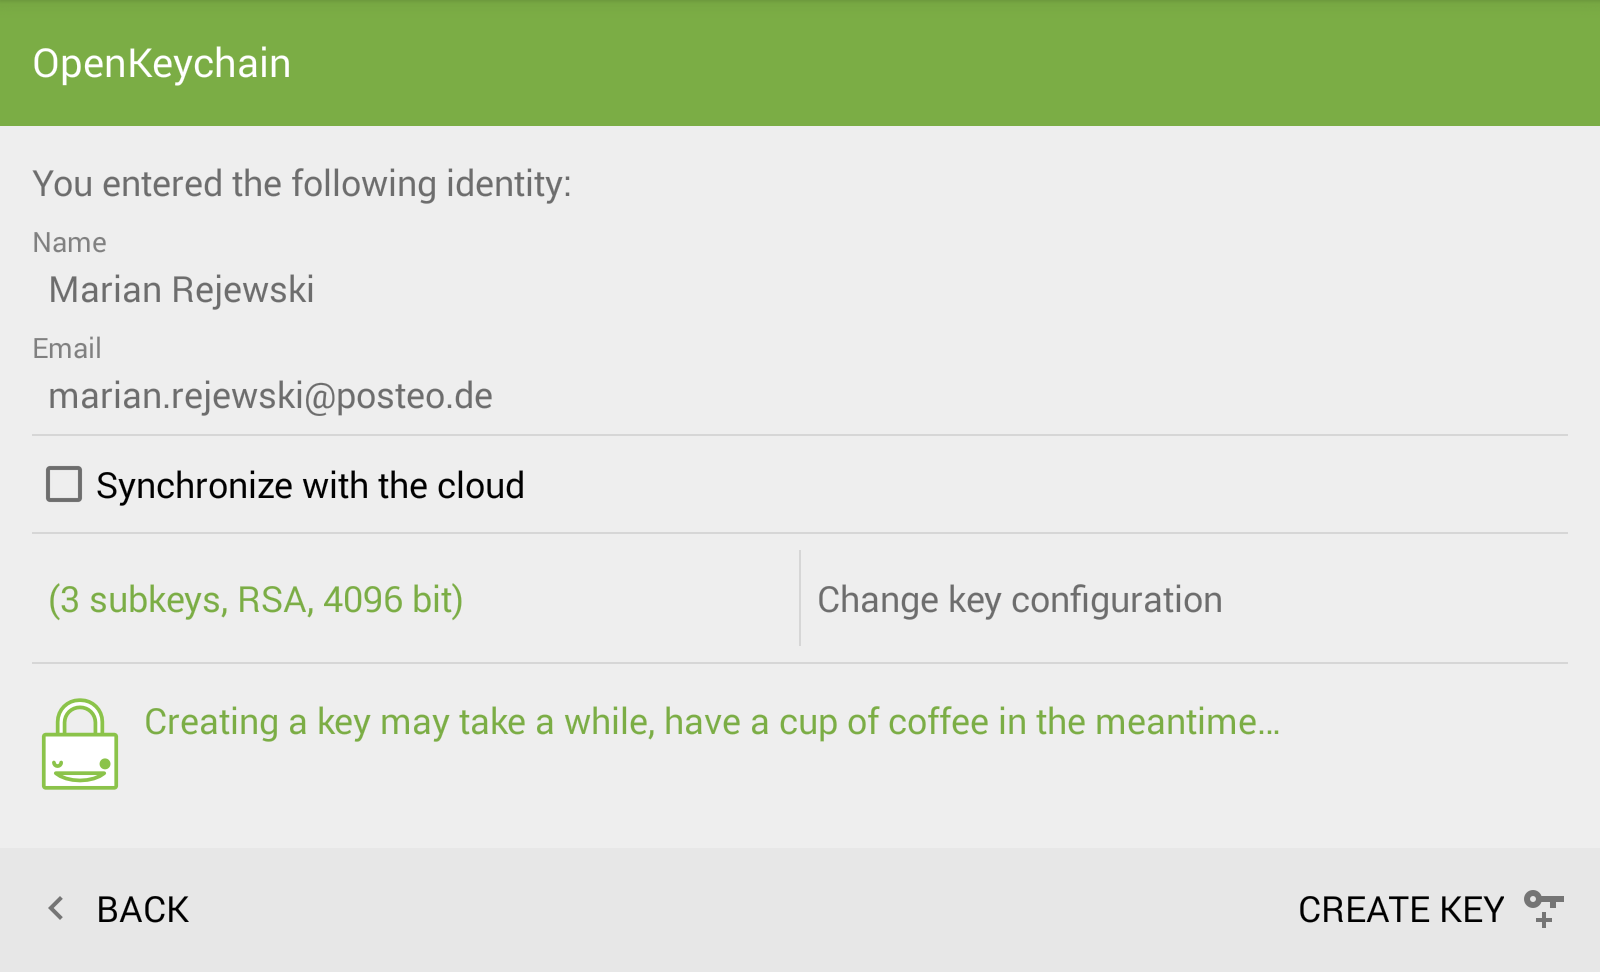 OpenKeychain
You entered the following identity:
Name
Marian Rejewski
Email
marian.rejewski@posteo.de
Synchronize with the cloud
(3 subkeys, RSA, 4096 bit)
Change key configuration
Creating a key may take a while, have a cup of coffee in the meantime…
BACK
CREATE KEY